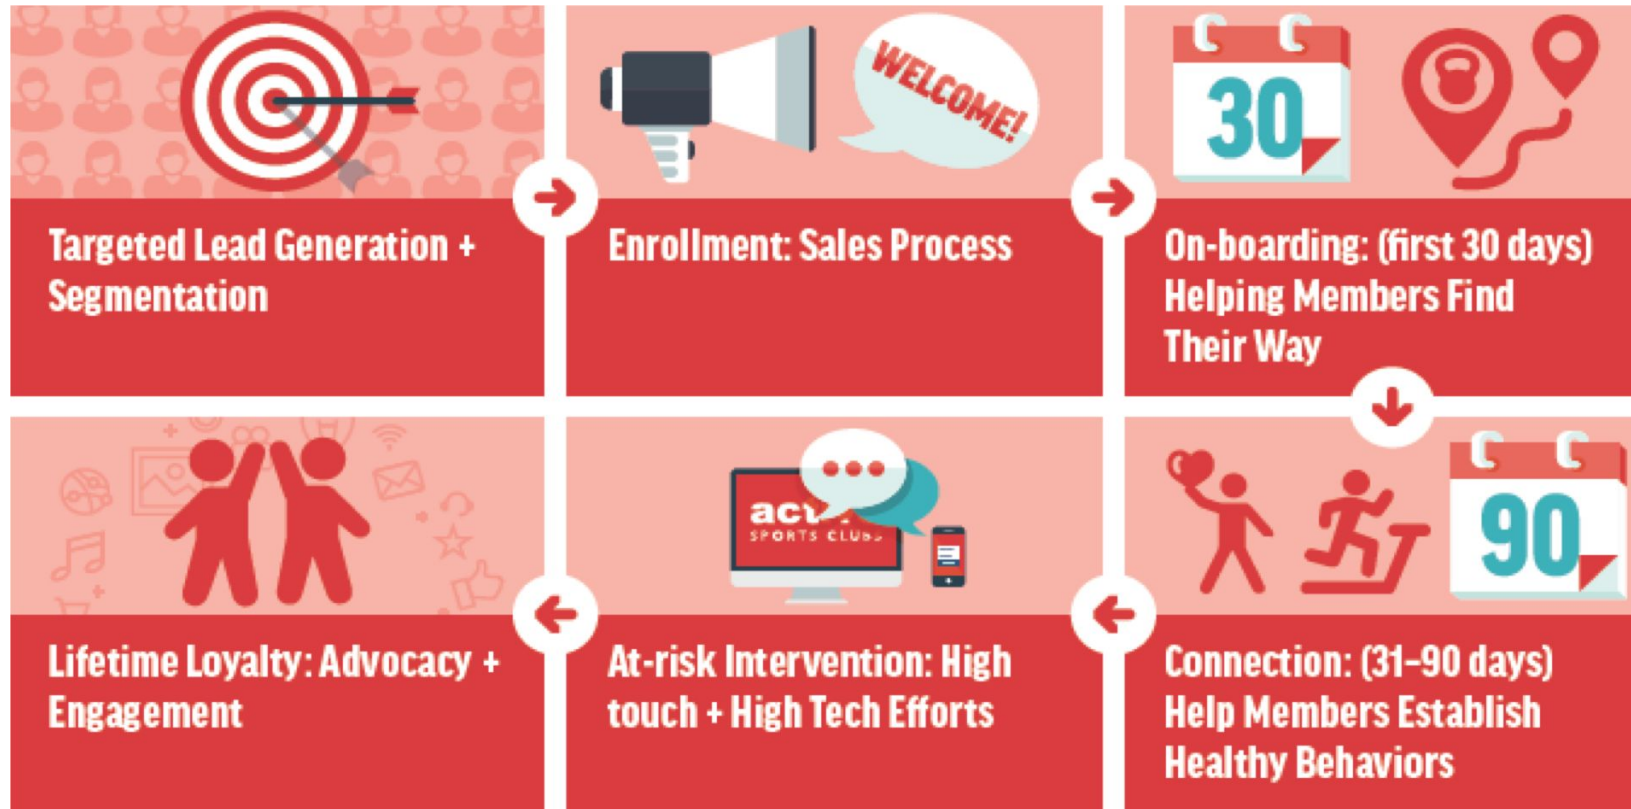 WELCOME!
30
Targeted Lead Generation +
Segmentation
Enrollment: Sales Process
On-boarding: (first 30 days)
Helping Members Find
Their Way
90
SPORTS CLUBS
Connection: (31–90 days)
Help Members Establish
Healthy Behaviors
At-risk Intervention: High
touch + High Tech Efforts
Lifetime Loyalty: Advocacy +
Engagement